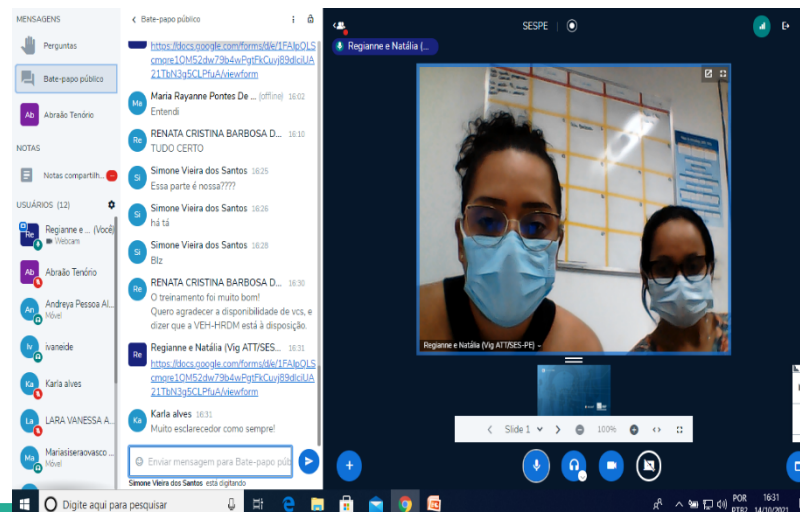 MENSAGENS
Perguntas
Bate-papo público
Ab Abraão Tenório
NOTAS
Notas compartilh...
USUÁRIOS (12)
Re Regianne e ... (Você)
Webcam
Ab Abraão Tenório
An Andreya Pessoa Al...
Móvel
Iv ivaneide
Ka Karla alves
La LARA VANESSA A...
Ma Mariasiseraovasco ...
Móvel
Bate-papo público
https://docs.google.com/forms/d/e/1FAIpQLS
cmqre1QM52dw79b4wPgtFkCuvj89dIciUA
21TbN3g5CLPfuA/viewform
Ma Maria Rayanne Pontes De ... (offline) 16:02
Entendi
Re RENATA CRISTINA BARBOSA D... 16:10
TUDO CERTO
Si Simone Vieira dos Santos 16:25
Essa parte é nossa????
Si Simone Vieira dos Santos 16:26
há tá
Si Simone Vieira dos Santos 16:28
Blz
Re RENATA CRISTINA BARBOSA D... 16:30
O treinamento foi muito bom!
Quero agradecer a disponibilidade de vcs, e
dizer que a VEH-HRDM está à disposição.
Re Regianne e Natália (Vig ATT/SES... 16:31
https://docs.google.com/forms/d/e/1FAIpQLS
cmqre1QM52dw79b4wPgtFkCuvj89dIciUA
21TbN3g5CLPfuA/viewform
Ka Karla alves 16:31
Muito esclarecedor como sempre!
Enviar mensagem para Bate-papo púb
Simone Vieira dos Santos está digitando
SESPE
Regianne e Natália (...
Regianne e Natália (Vig ATT/SES-PE)
Slide 1
100%
Digite aqui para pesquisar
POR 16:31
PTB2 14/10/2021